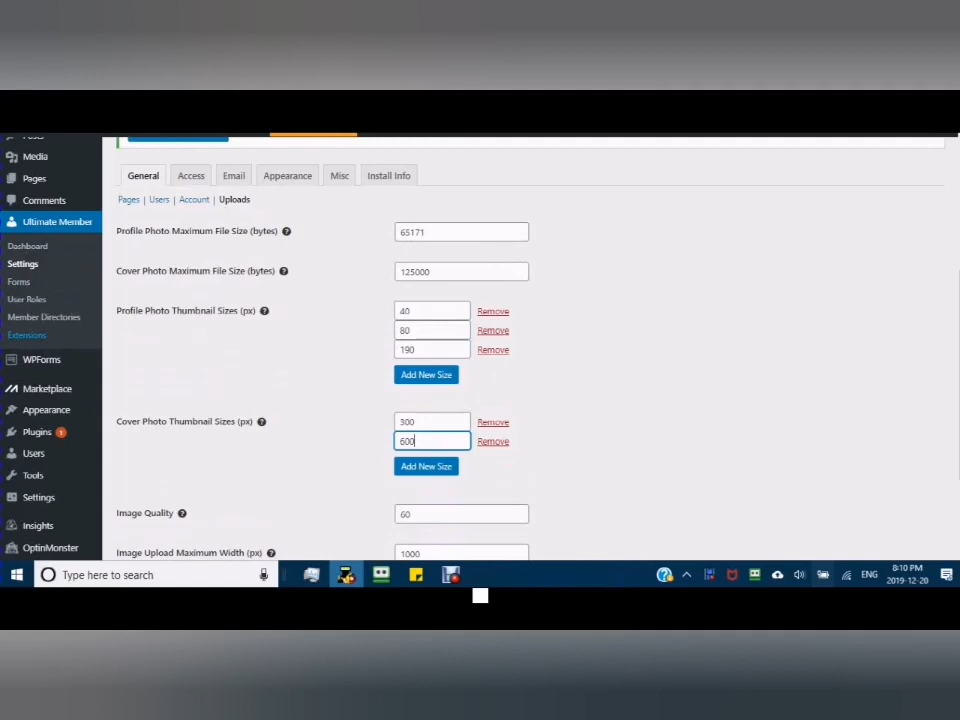 Posts
Media
Pages
Comments
Ultimate Member
Dashboard
Settings
Forms
User Roles
Member Directories
Extensions
WPForms
Marketplace
Appearance
Plugins 1
Users
Tools
Settings
Insights
OptinMonster
General Access Email Appearance Misc Install Info
Pages | Users | Account | Uploads
Profile Photo Maximum File Size (bytes) ? 65171
Cover Photo Maximum File Size (bytes) ? 125000
Profile Photo Thumbnail Sizes (px) ? 40 Remove
80 Remove
190 Remove
Add New Size
Cover Photo Thumbnail Sizes (px) ? 300 Remove
600 Remove
Add New Size
Image Quality ? 60
Image Upload Maximum Width (px) ? 1000
Type here to search
ENG
8:10 PM
2019-12-20